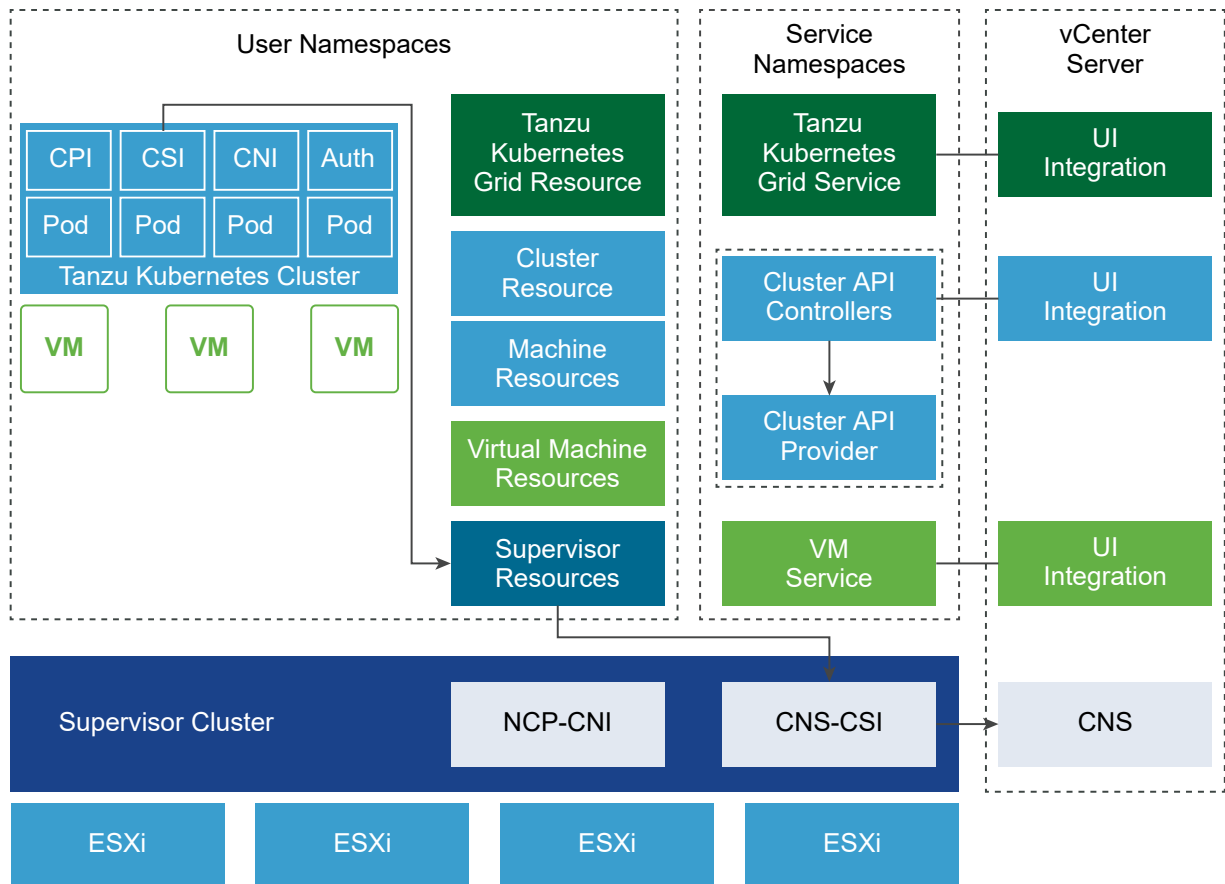 User Namespaces
CPI
CSI
CNI
Auth
Pod
Pod
Pod
Pod
Tanzu Kubernetes Cluster
VM
VM
VM
Tanzu
Kubernetes
Grid Resource
Cluster
Resource
Machine
Resources
Virtual Machine
Resources
Supervisor
Resources
Service
Namespaces
Tanzu
Kubernetes
Grid Service
Cluster API
Controllers
Cluster API
Provider
VM
Service
vCenter
Server
UI
Integration
UI
Integration
UI
Integration
CNS
Supervisor Cluster
NCP-CNI
CNS-CSI
ESXi
ESXi
ESXi
ESXi